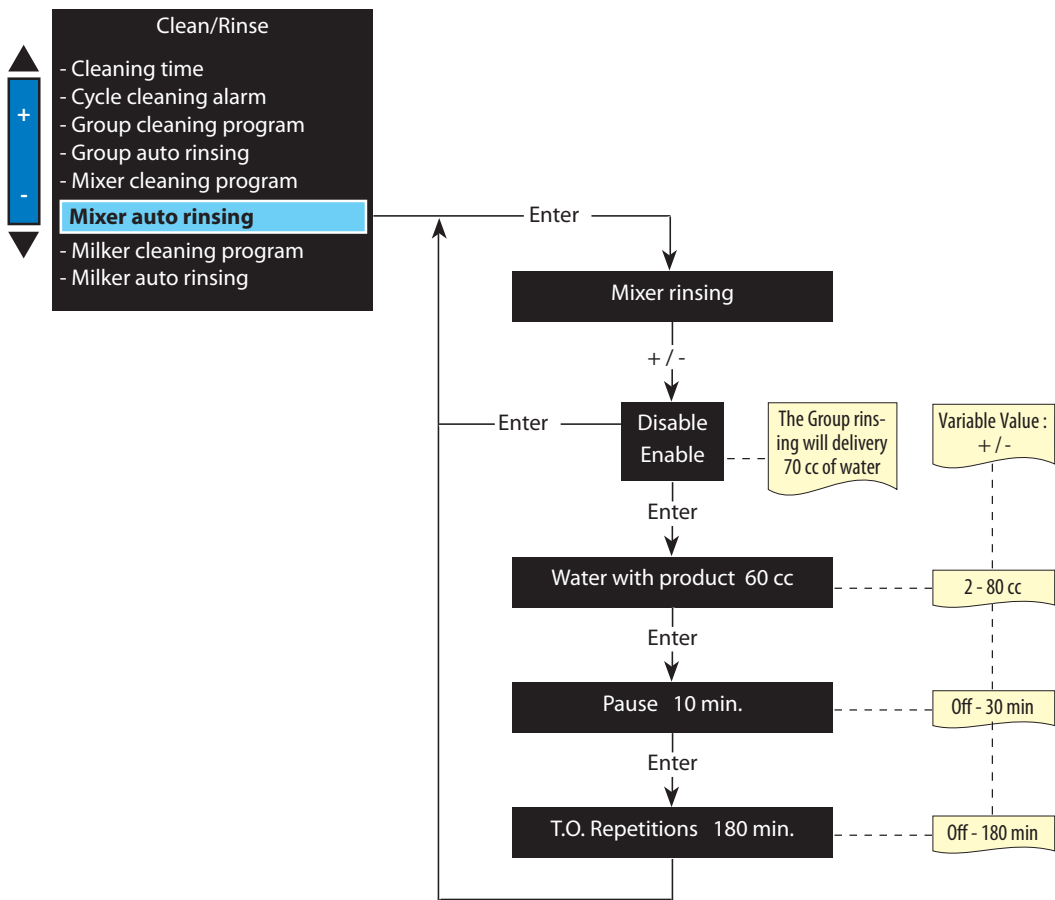 Clean/Rinse
- Cleaning time
- Cycle cleaning alarm
- Group cleaning program
- Group auto rinsing
- Mixer cleaning program
Mixer auto rinsing
- Milker cleaning program
- Milker auto rinsing
+
-
Enter
Mixer rinsing
+ / -
Enter
Disable
Enable
The Group rins-
ing will delivery
70 cc of water
Variable Value :
+ / -
Enter
Water with product 60 cc
2 - 80 cc
Enter
Pause 10 min.
Off - 30 min
Enter
T.O. Repetitions 180 min.
Off - 180 min